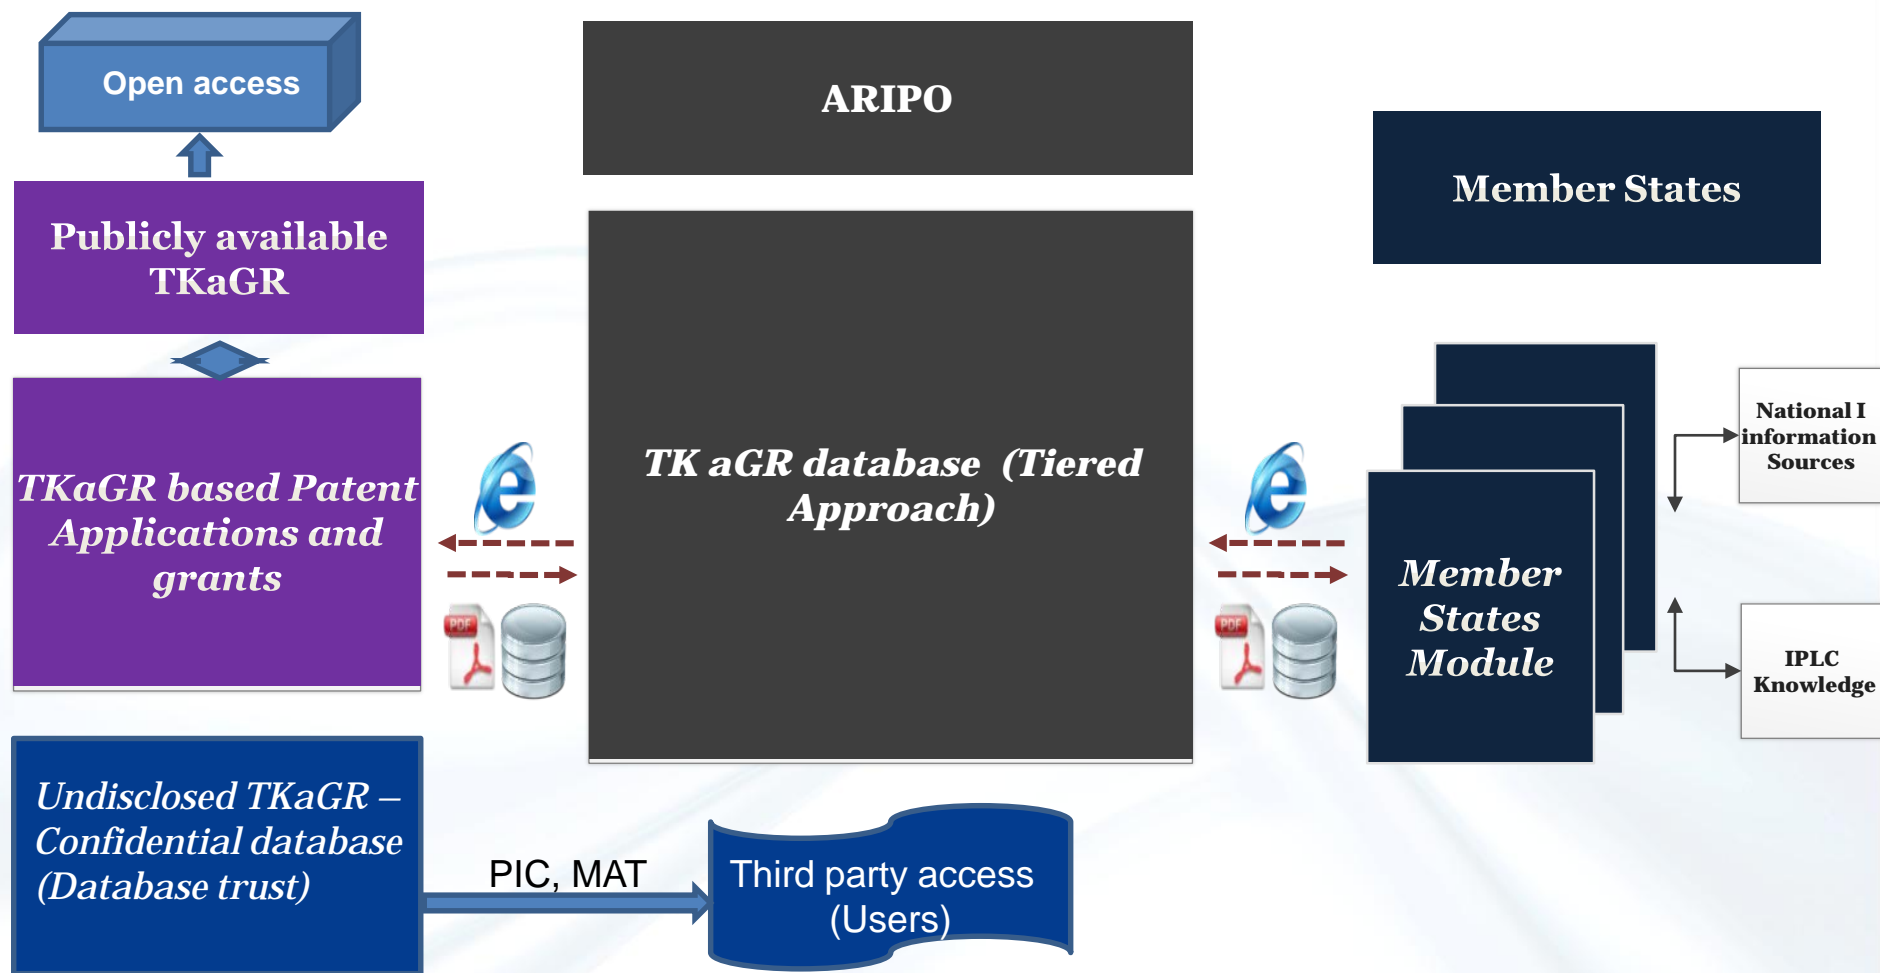 Open access
ARIPO
Member States
Publicly available
TKaGR
TKaGR based Patent
Applications and
grants
TK aGR database (Tiered
Approach)
PDF
PDF
Member
States
Module
National I
information
Sources
IPLC
Knowledge
Undisclosed TKaGR –
Confidential database
(Database trust)
PIC, MAT
Third party access
(Users)